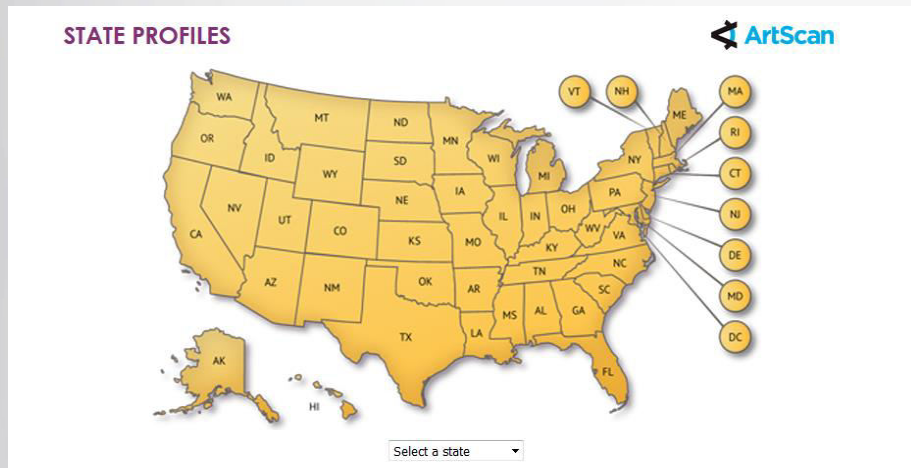 STATE PROFILES
ArtScan
WA
MT
ND
MN
VT
NH
ME
MA
OR
ID
SD
WI
MI
NY
RI
WY
CT
NV
UT
CO
NE
IA
IL
IN
OH
PA
NJ
CA
KS
MO
KY
WV
VA
DE
AZ
NM
OK
AR
TN
NC
MD
TX
LA
MS
AL
GA
SC
DC
AK
HI
FL
Select a state